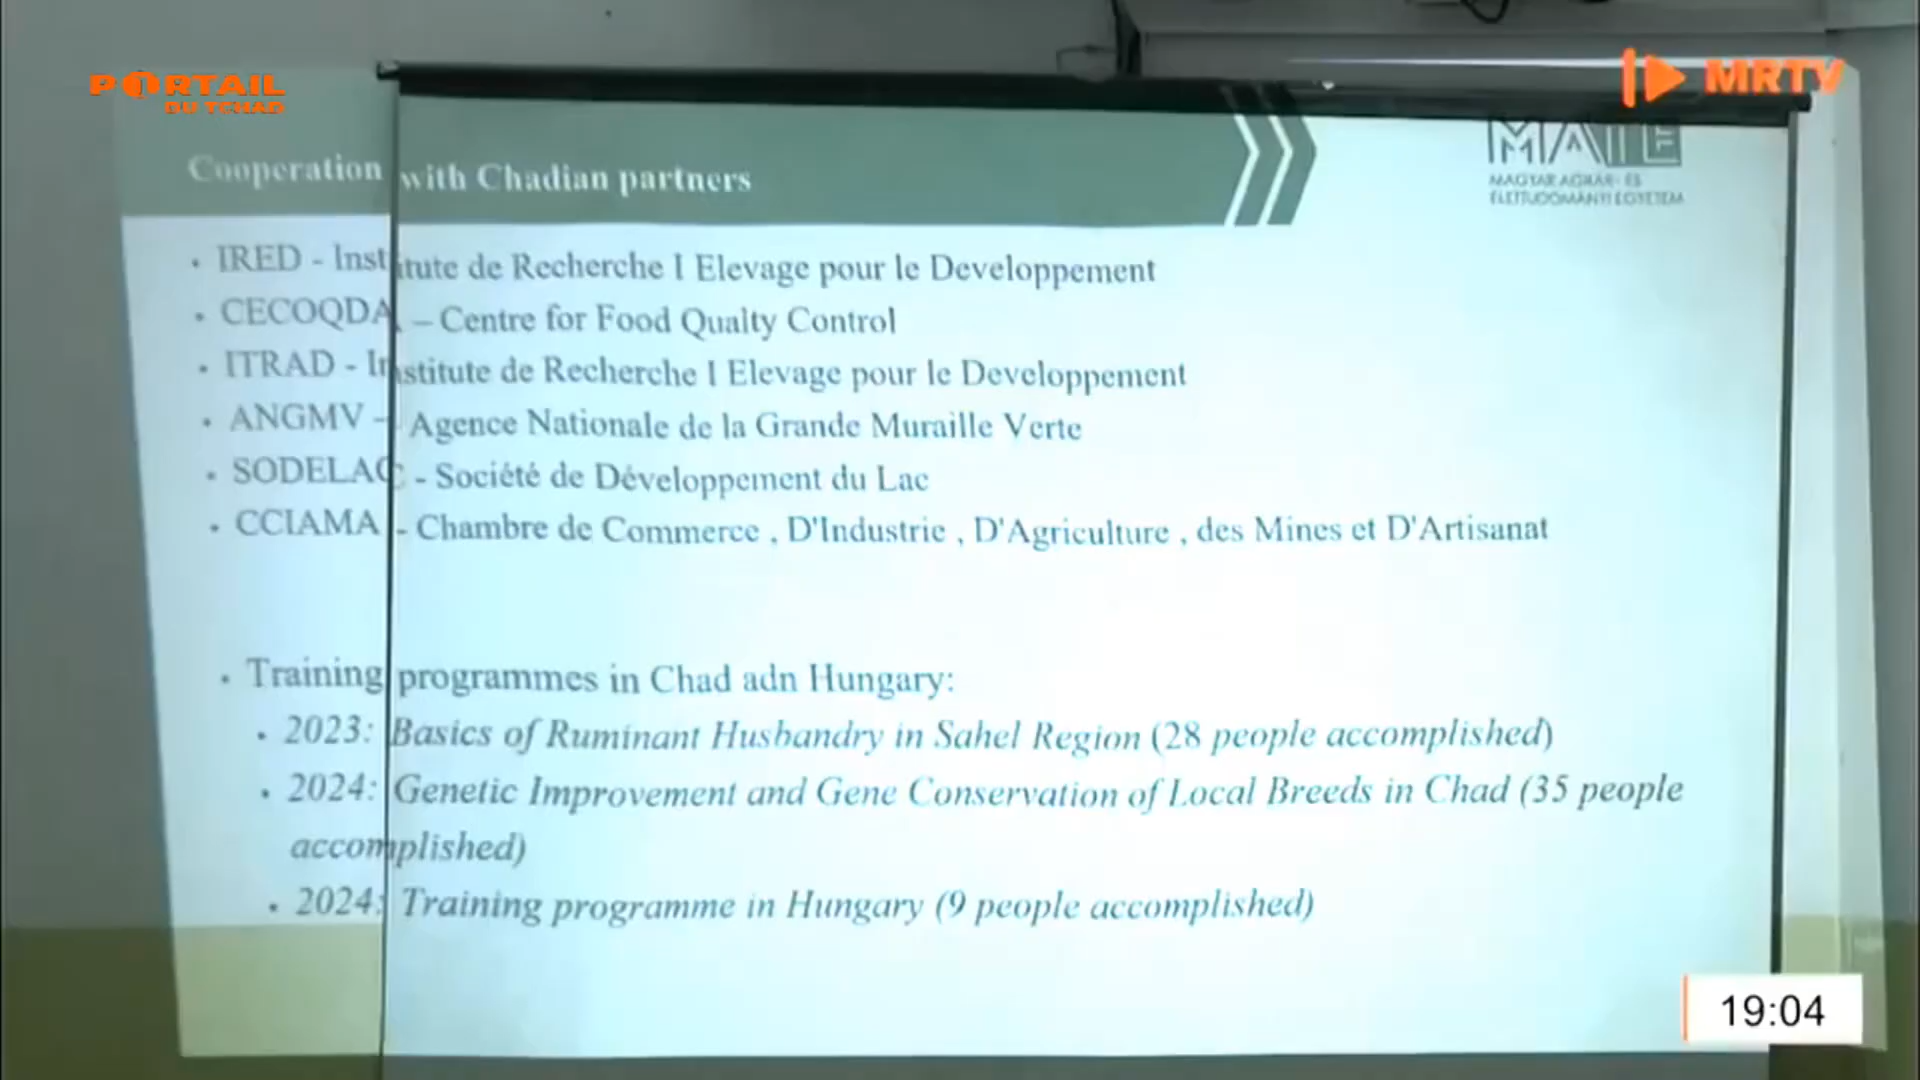 PORTAIL
DU TCHAD
MRTV
Cooperation with Chadian partners
MATE
MAGYAR AGRÁR- ÉS
ÉLETTUDOMÁNYI EGYETEM
• IRED - Institute de Recherche I Elevage pour le Developpement
• CECOQDA – Centre for Food Qualty Control
• ITRAD - Institute de Recherche I Elevage pour le Developpement
• ANGMV – Agence Nationale de la Grande Muraille Verte
• SODELAC - Société de Développement du Lac
• CCIAMA - Chambre de Commerce , D'Industrie , D'Agriculture , des Mines et D'Artisanat
• Training programmes in Chad adn Hungary:
• 2023: Basics of Ruminant Husbandry in Sahel Region (28 people accomplished)
• 2024: Genetic Improvement and Gene Conservation of Local Breeds in Chad (35 people
accomplished)
• 2024: Training programme in Hungary (9 people accomplished)
19:04